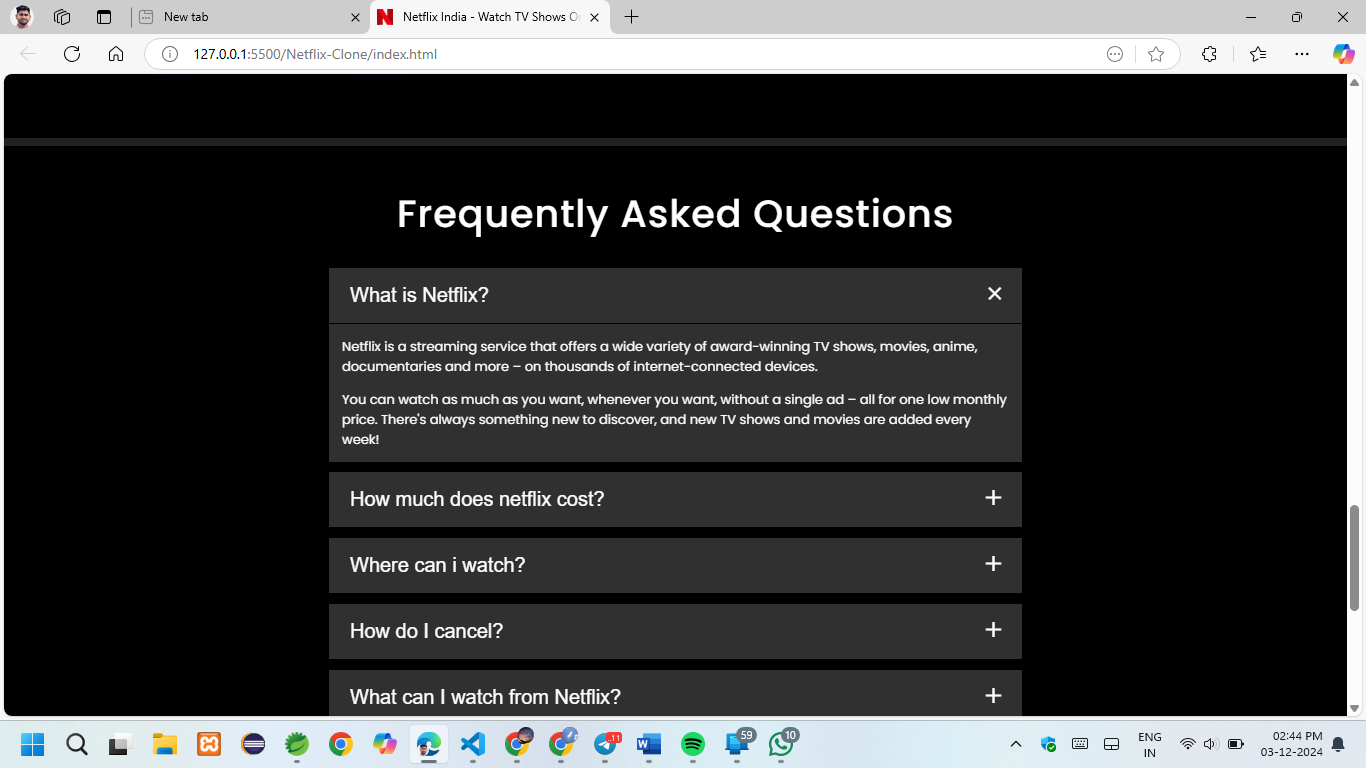 New tab
Netflix India - Watch TV Shows O
127.0.0.1:5500/Netflix-Clone/index.html
Frequently Asked Questions
What is Netflix?
Netflix is a streaming service that offers a wide variety of award-winning TV shows, movies, anime,
documentaries and more – on thousands of internet-connected devices.
You can watch as much as you want, whenever you want, without a single ad – all for one low monthly
price. There's always something new to discover, and new TV shows and movies are added every
week!
How much does netflix cost?
Where can i watch?
How do I cancel?
What can I watch from Netflix?
.11
59
10
ENG
IN
02:44 PM
03-12-2024